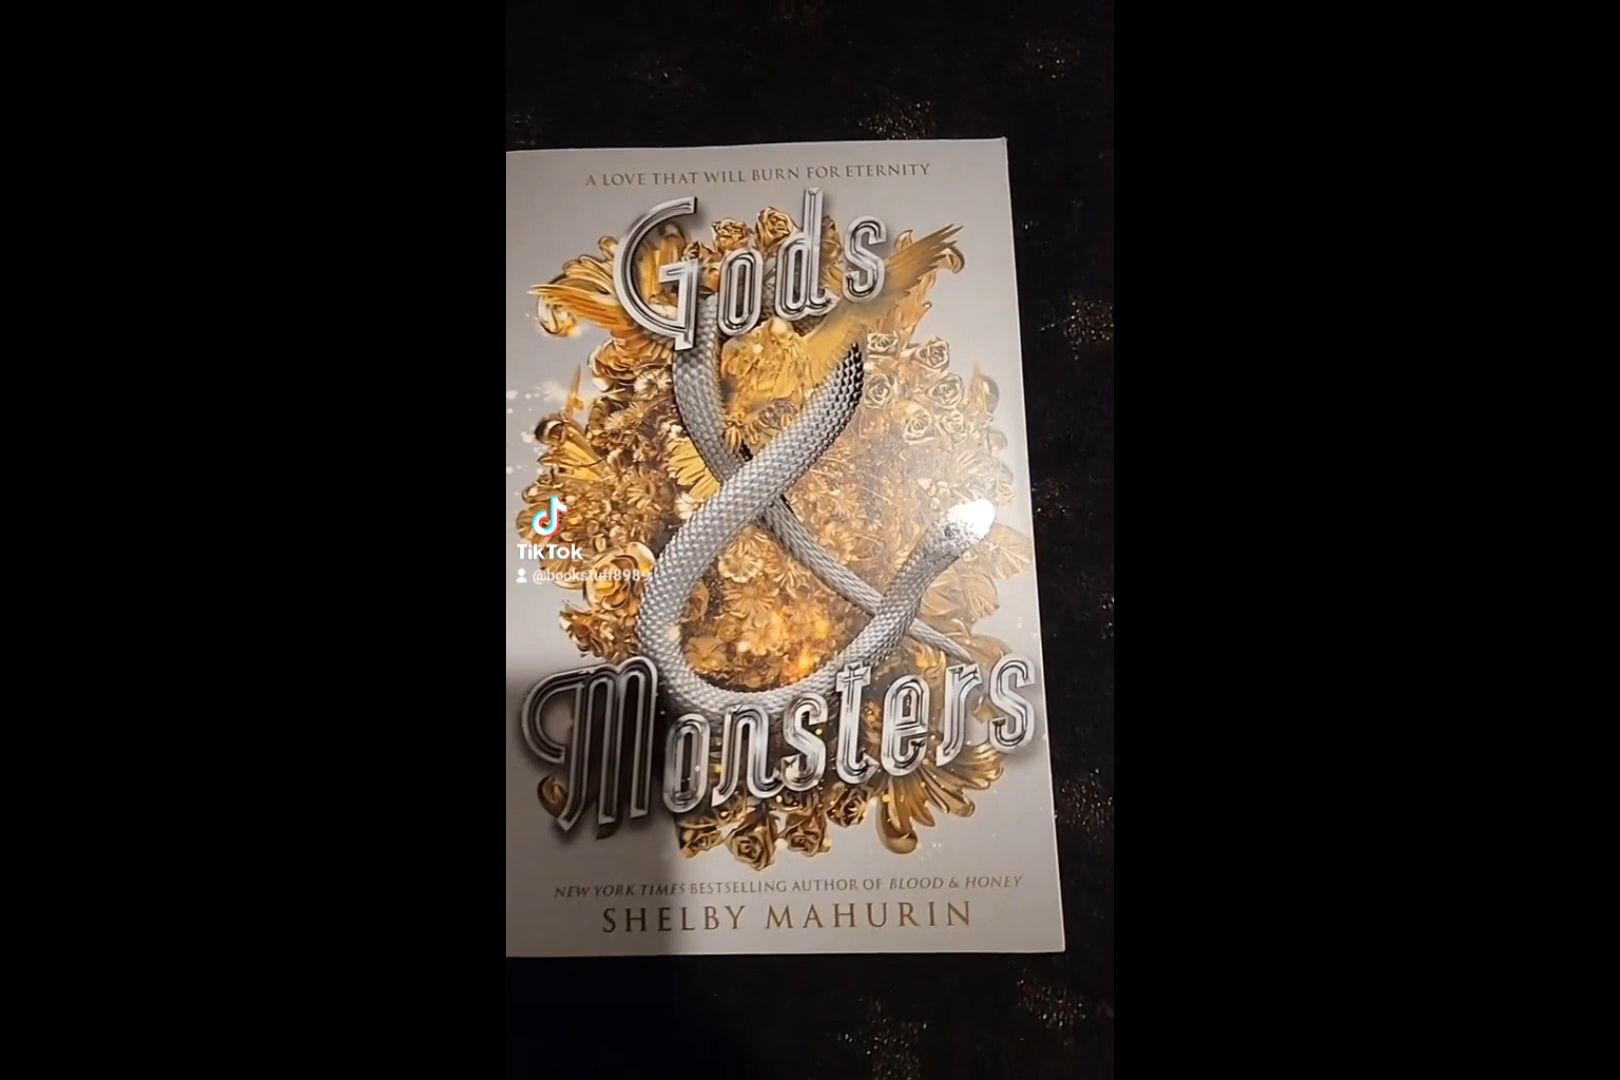 A LOVE THAT WILL BURN FOR ETERNITY
Gods
&
Monsters
TikTok
@bookstuff8989
NEW YORK TIMES BESTSELLING AUTHOR OF BLOOD & HONEY
SHELBY MAHURIN